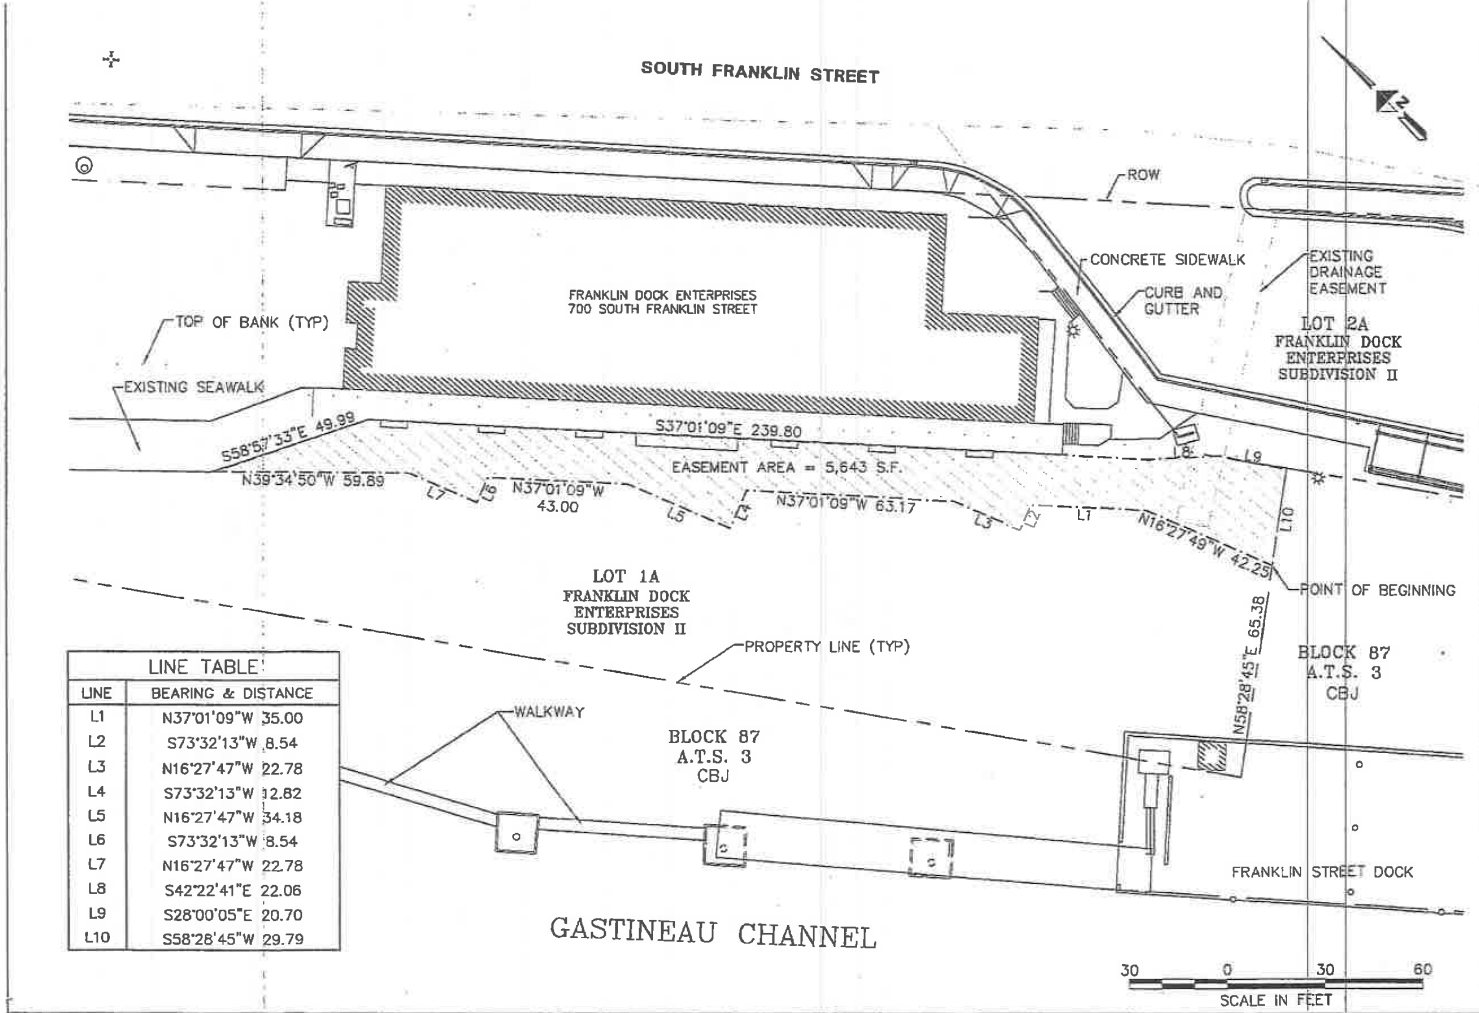 SOUTH FRANKLIN STREET
N
ROW
CONCRETE SIDEWALK
CURB AND
GUTTER
EXISTING
DRAINAGE
EASEMENT
LOT 2A
FRANKLIN DOCK
ENTERPRISES
SUBDIVISION II
FRANKLIN DOCK ENTERPRISES
700 SOUTH FRANKLIN STREET
TOP OF BANK (TYP)
EXISTING SEAWALK
S58°57'33"E 49.99
S37°01'09"E 239.80
EASEMENT AREA = 5,643 S.F.
L8
L9
L10
N39°34'50"W 59.89
L7
L6
N37°01'09"W
43.00
L5
L4
N37°01'09"W 63.17
L3
L2
L1
N16°27'49"W 42.25
POINT OF BEGINNING
N58°28'45"E 65.38
LOT 1A
FRANKLIN DOCK
ENTERPRISES
SUBDIVISION II
PROPERTY LINE (TYP)
BLOCK 87
A.T.S. 3
CBJ
LINE TABLE
LINE BEARING & DISTANCE
L1 N37°01'09"W 35.00
L2 S73°32'13"W 8.54
L3 N16°27'47"W 22.78
L4 S73°32'13"W 12.82
L5 N16°27'47"W 34.18
L6 S73°32'13"W 8.54
L7 N16°27'47"W 22.78
L8 S42°22'41"E 22.06
L9 S28°00'05"E 20.70
L10 S58°28'45"W 29.79
WALKWAY
BLOCK 87
A.T.S. 3
CBJ
FRANKLIN STREET DOCK
GASTINEAU CHANNEL
30 0 30 60
SCALE IN FEET